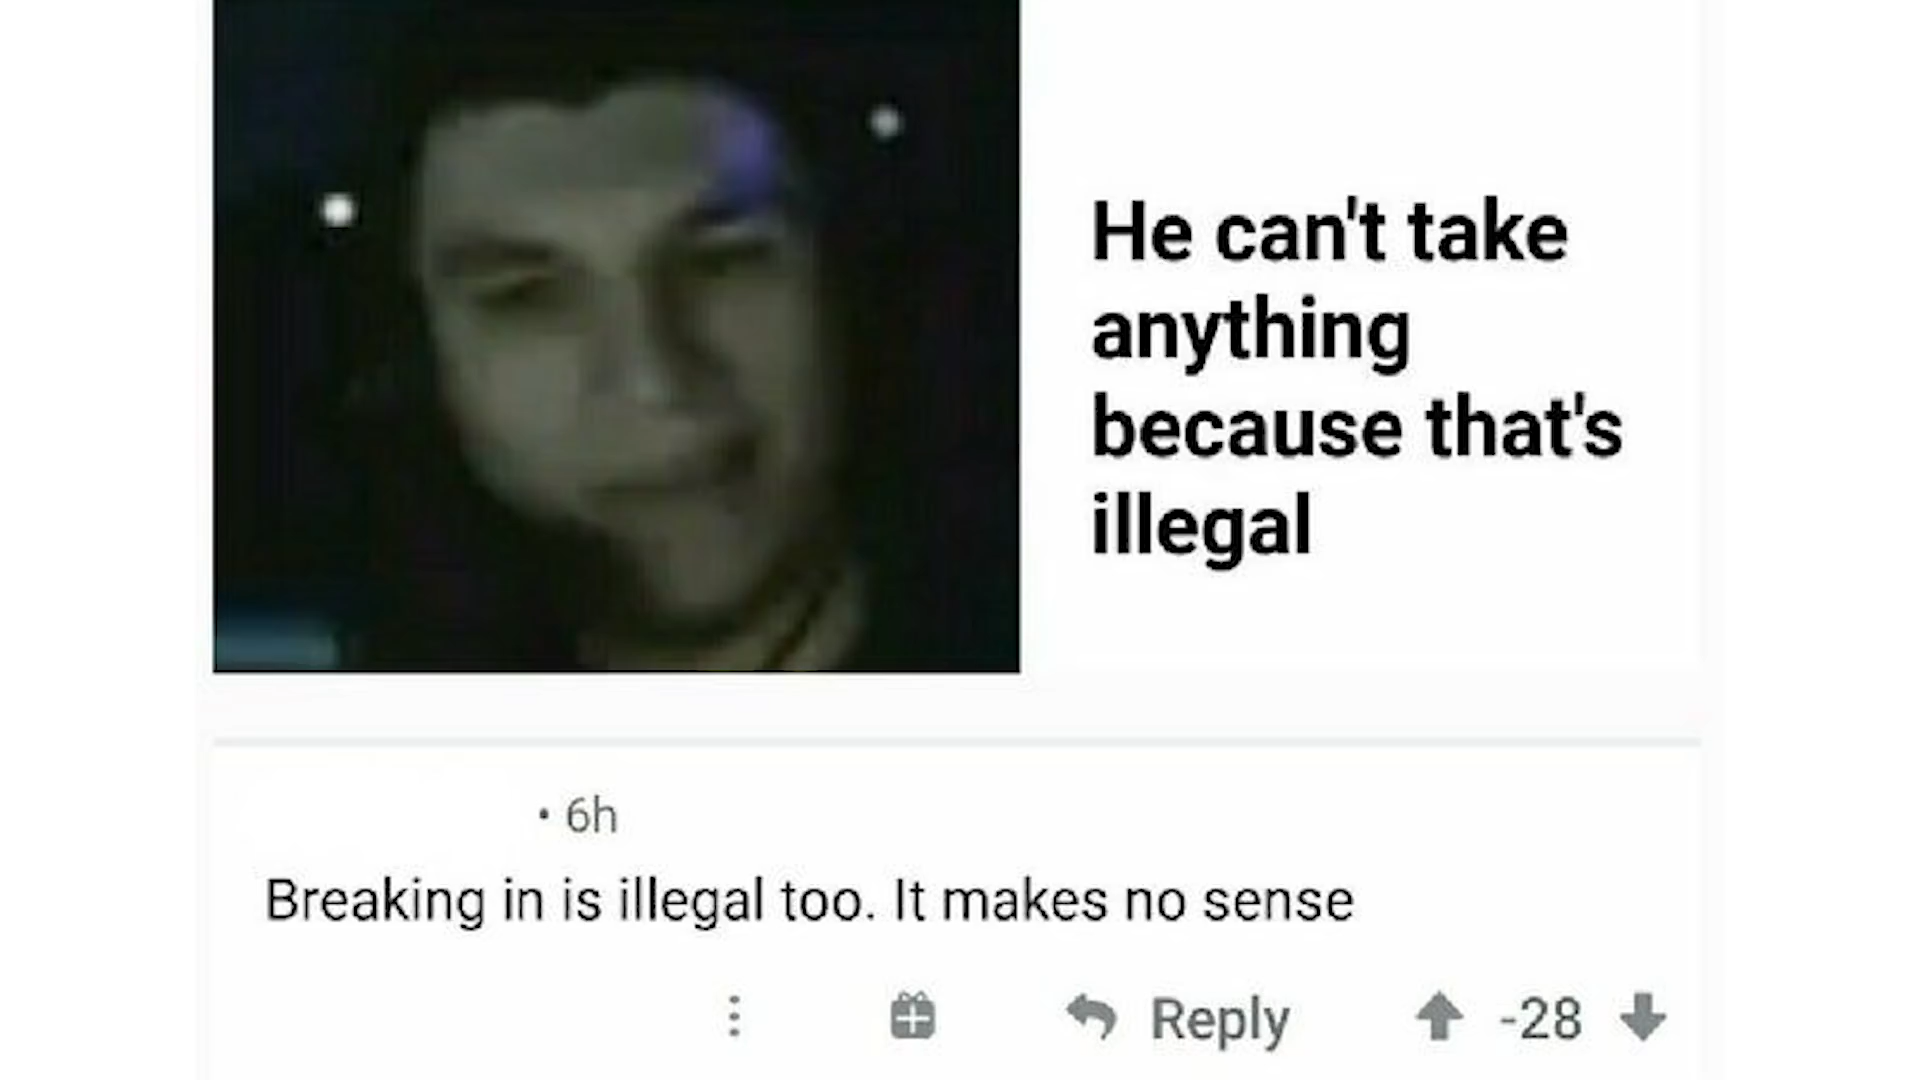 He can't take
anything
because that's
illegal
• 6h
Breaking in is illegal too. It makes no sense
Reply -28